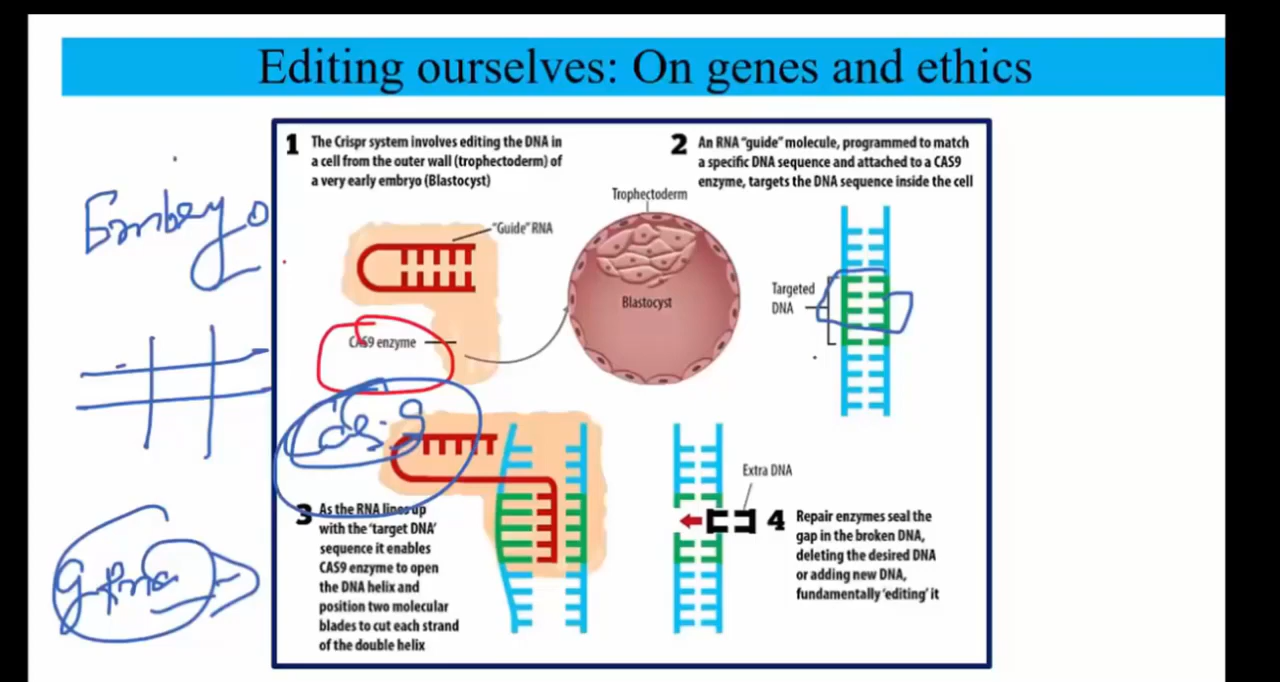 Editing ourselves: On genes and ethics
1 The Crispr system involves editing the DNA in
a cell from the outer wall (trophectoderm) of
a very early embryo (Blastocyst)
2 An RNA "guide" molecule, programmed to match
a specific DNA sequence and attached to a CAS9
enzyme, targets the DNA sequence inside the cell
Embryo
"Guide" RNA
Trophectoderm
Blastocyst
CAS9 enzyme
Targeted
DNA
Cas-9
3 As the RNA lines up
with the 'target DNA'
sequence it enables
CAS9 enzyme to open
the DNA helix and
position two molecular
blades to cut each strand
of the double helix
Extra DNA
4 Repair enzymes seal the
gap in the broken DNA,
deleting the desired DNA
or adding new DNA,
fundamentally 'editing' it